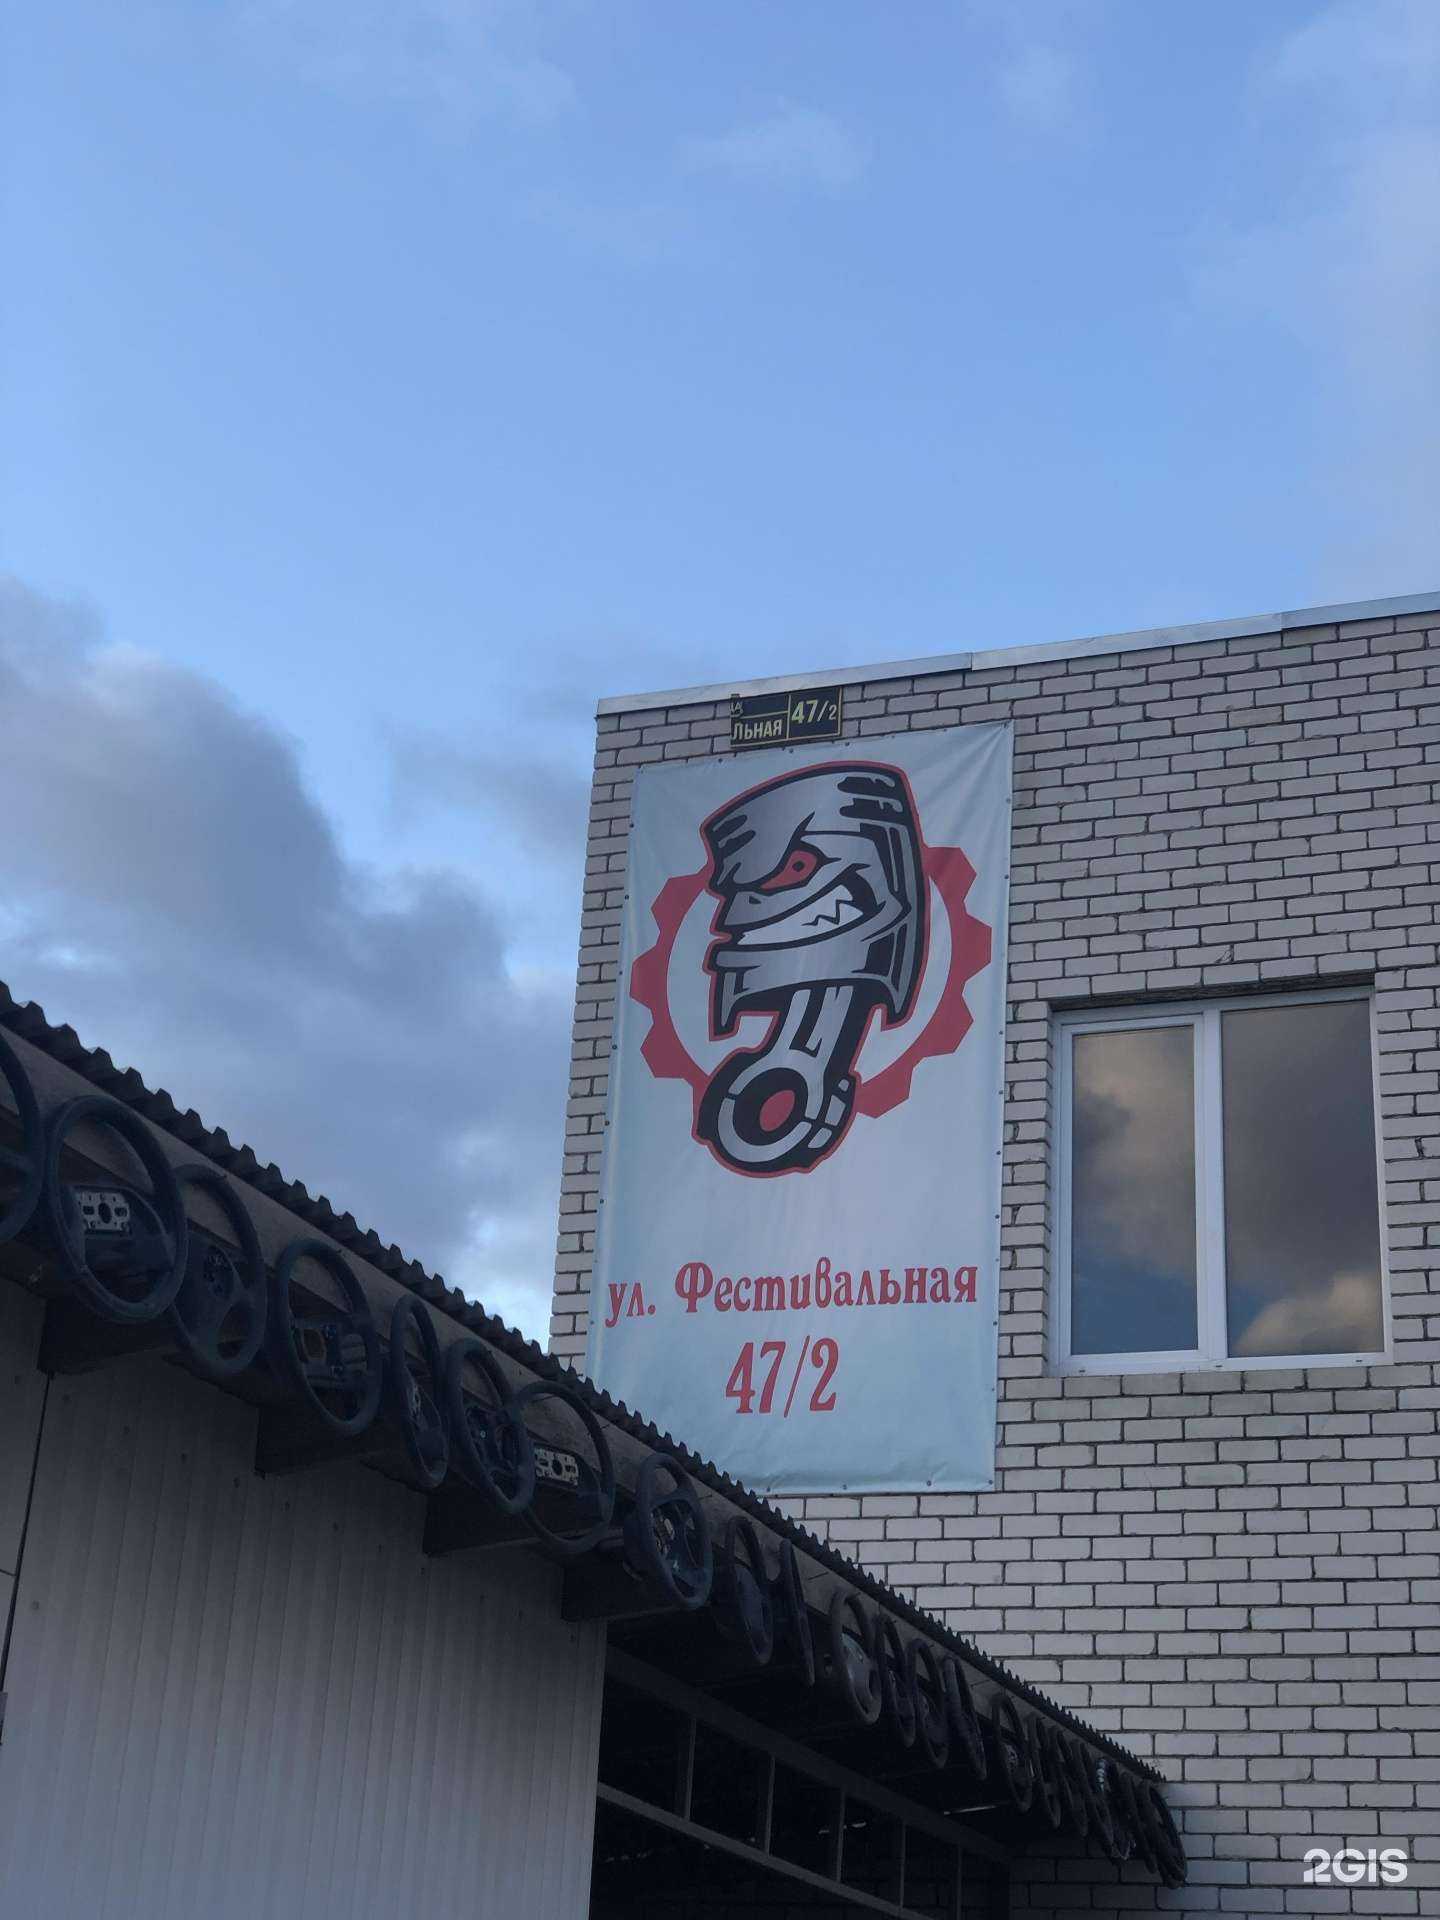 ЛЬНАЯ 47/2
ул. Фестивальная
47/2
2GIS